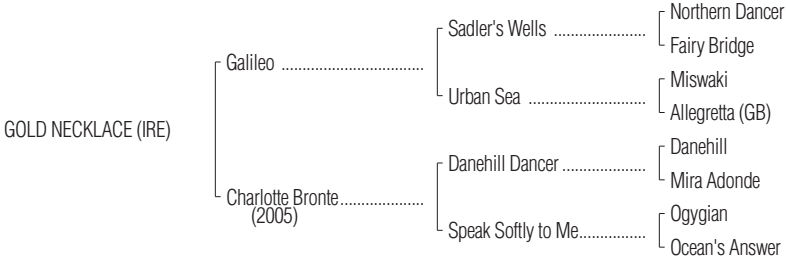 Northern Dancer
Sadler's Wells ......................
Fairy Bridge
Galileo ..................................
Miswaki
Urban Sea ............................
Allegretta (GB)
GOLD NECKLACE (IRE)
Danehill
Danehill Dancer ....................
Mira Adonde
Charlotte Bronte....................
(2005)
Ogygian
Speak Softly to Me................
Ocean's Answer